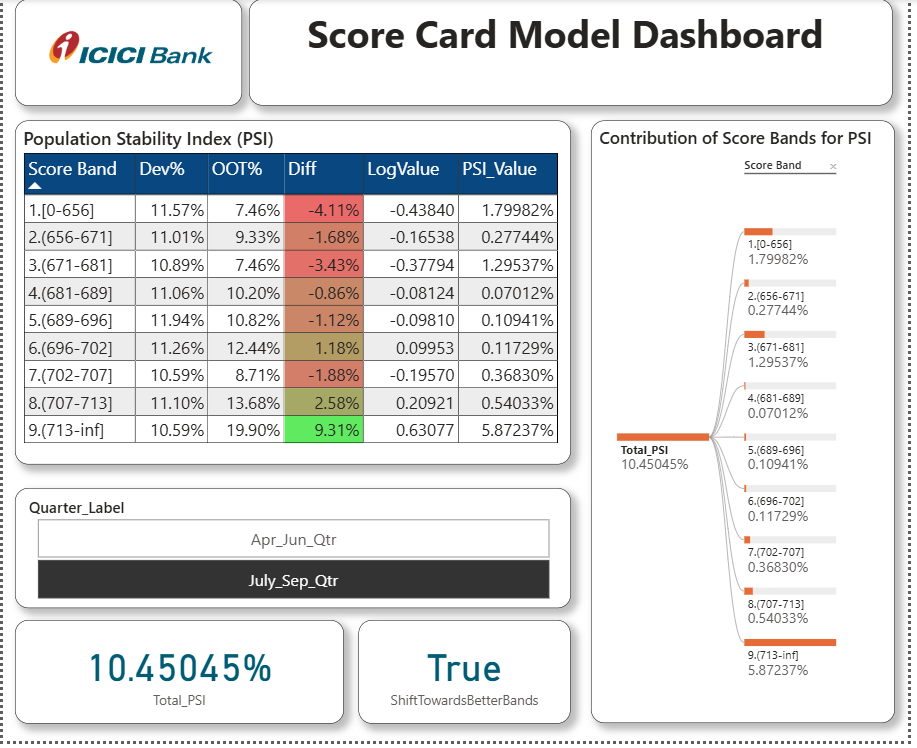 ICICI Bank
Score Card Model Dashboard
Population Stability Index (PSI)
Score Band Dev% OOT% Diff LogValue PSI_Value
1.[0-656] 11.57% 7.46% -4.11% -0.43840 1.79982%
2.(656-671] 11.01% 9.33% -1.68% -0.16538 0.27744%
3.(671-681] 10.89% 7.46% -3.43% -0.37794 1.29537%
4.(681-689] 11.06% 10.20% -0.86% -0.08124 0.07012%
5.(689-696] 11.94% 10.82% -1.12% -0.09810 0.10941%
6.(696-702] 11.26% 12.44% 1.18% 0.09953 0.11729%
7.(702-707] 10.59% 8.71% -1.88% -0.19570 0.36830%
8.(707-713] 11.10% 13.68% 2.58% 0.20921 0.54033%
9.(713-inf] 10.59% 19.90% 9.31% 0.63077 5.87237%
Quarter_Label
Apr_Jun_Qtr
July_Sep_Qtr
10.45045%
Total_PSI
True
ShiftTowardsBetterBands
Contribution of Score Bands for PSI
Score Band ×
Total_PSI
10.45045%
1.[0-656]
1.79982%
2.(656-671]
0.27744%
3.(671-681]
1.29537%
4.(681-689]
0.07012%
5.(689-696]
0.10941%
6.(696-702]
0.11729%
7.(702-707]
0.36830%
8.(707-713]
0.54033%
9.(713-inf]
5.87237%